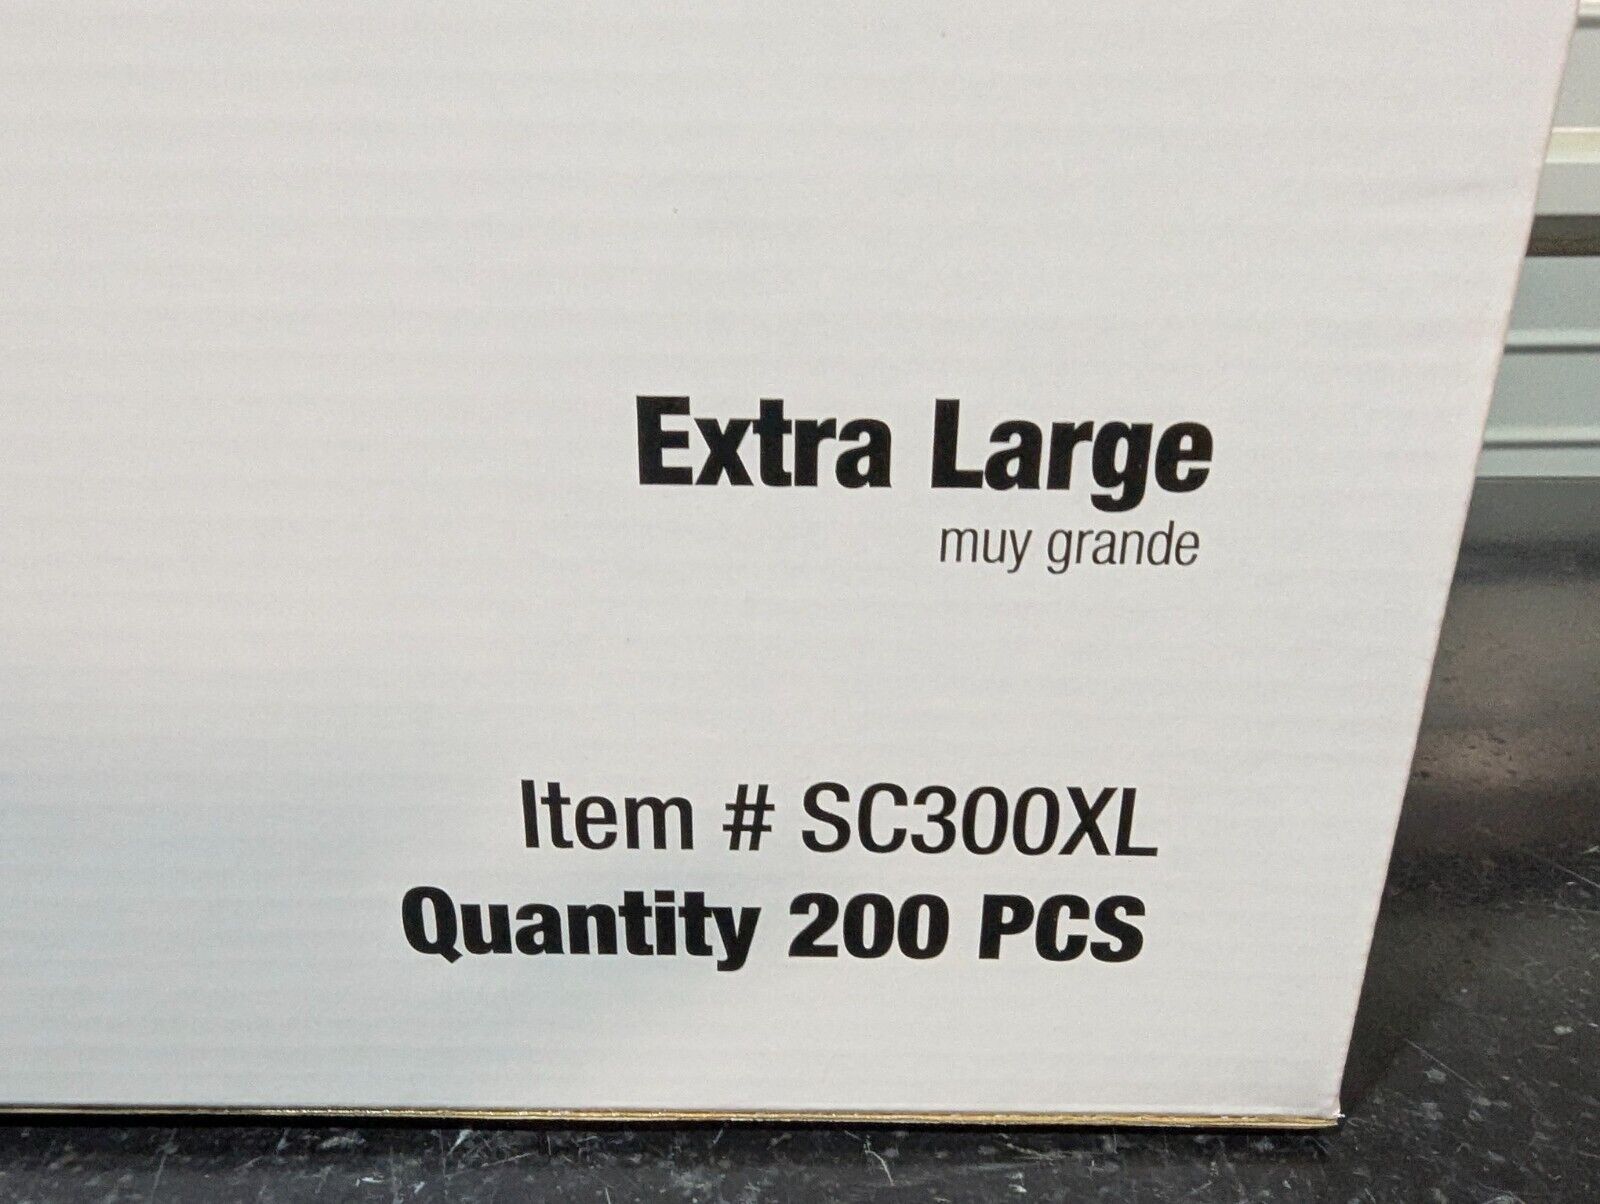 Extra Large
muy grande
Item # SC300XL
Quantity 200 PCS